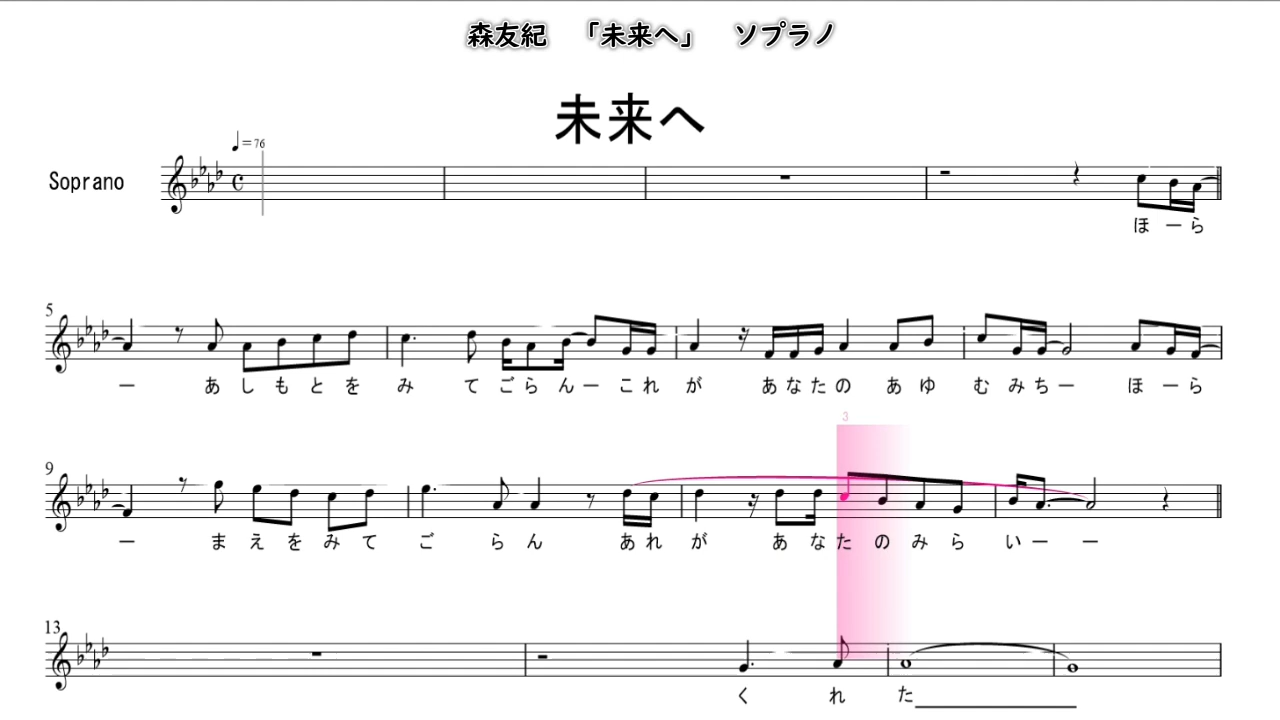 森友紀 「未来へ」 ソプラノ
未来へ
♩=76
Soprano
ほ ー ら
5
ー あ し も と を み て ご ら ん ー こ れ が あ な た の あ ゆ む み ち ー ほ ー ら
3
9
ー ま え を み て ご ら ん あ れ が あ な た の み ら い ー ー
13
く れ た